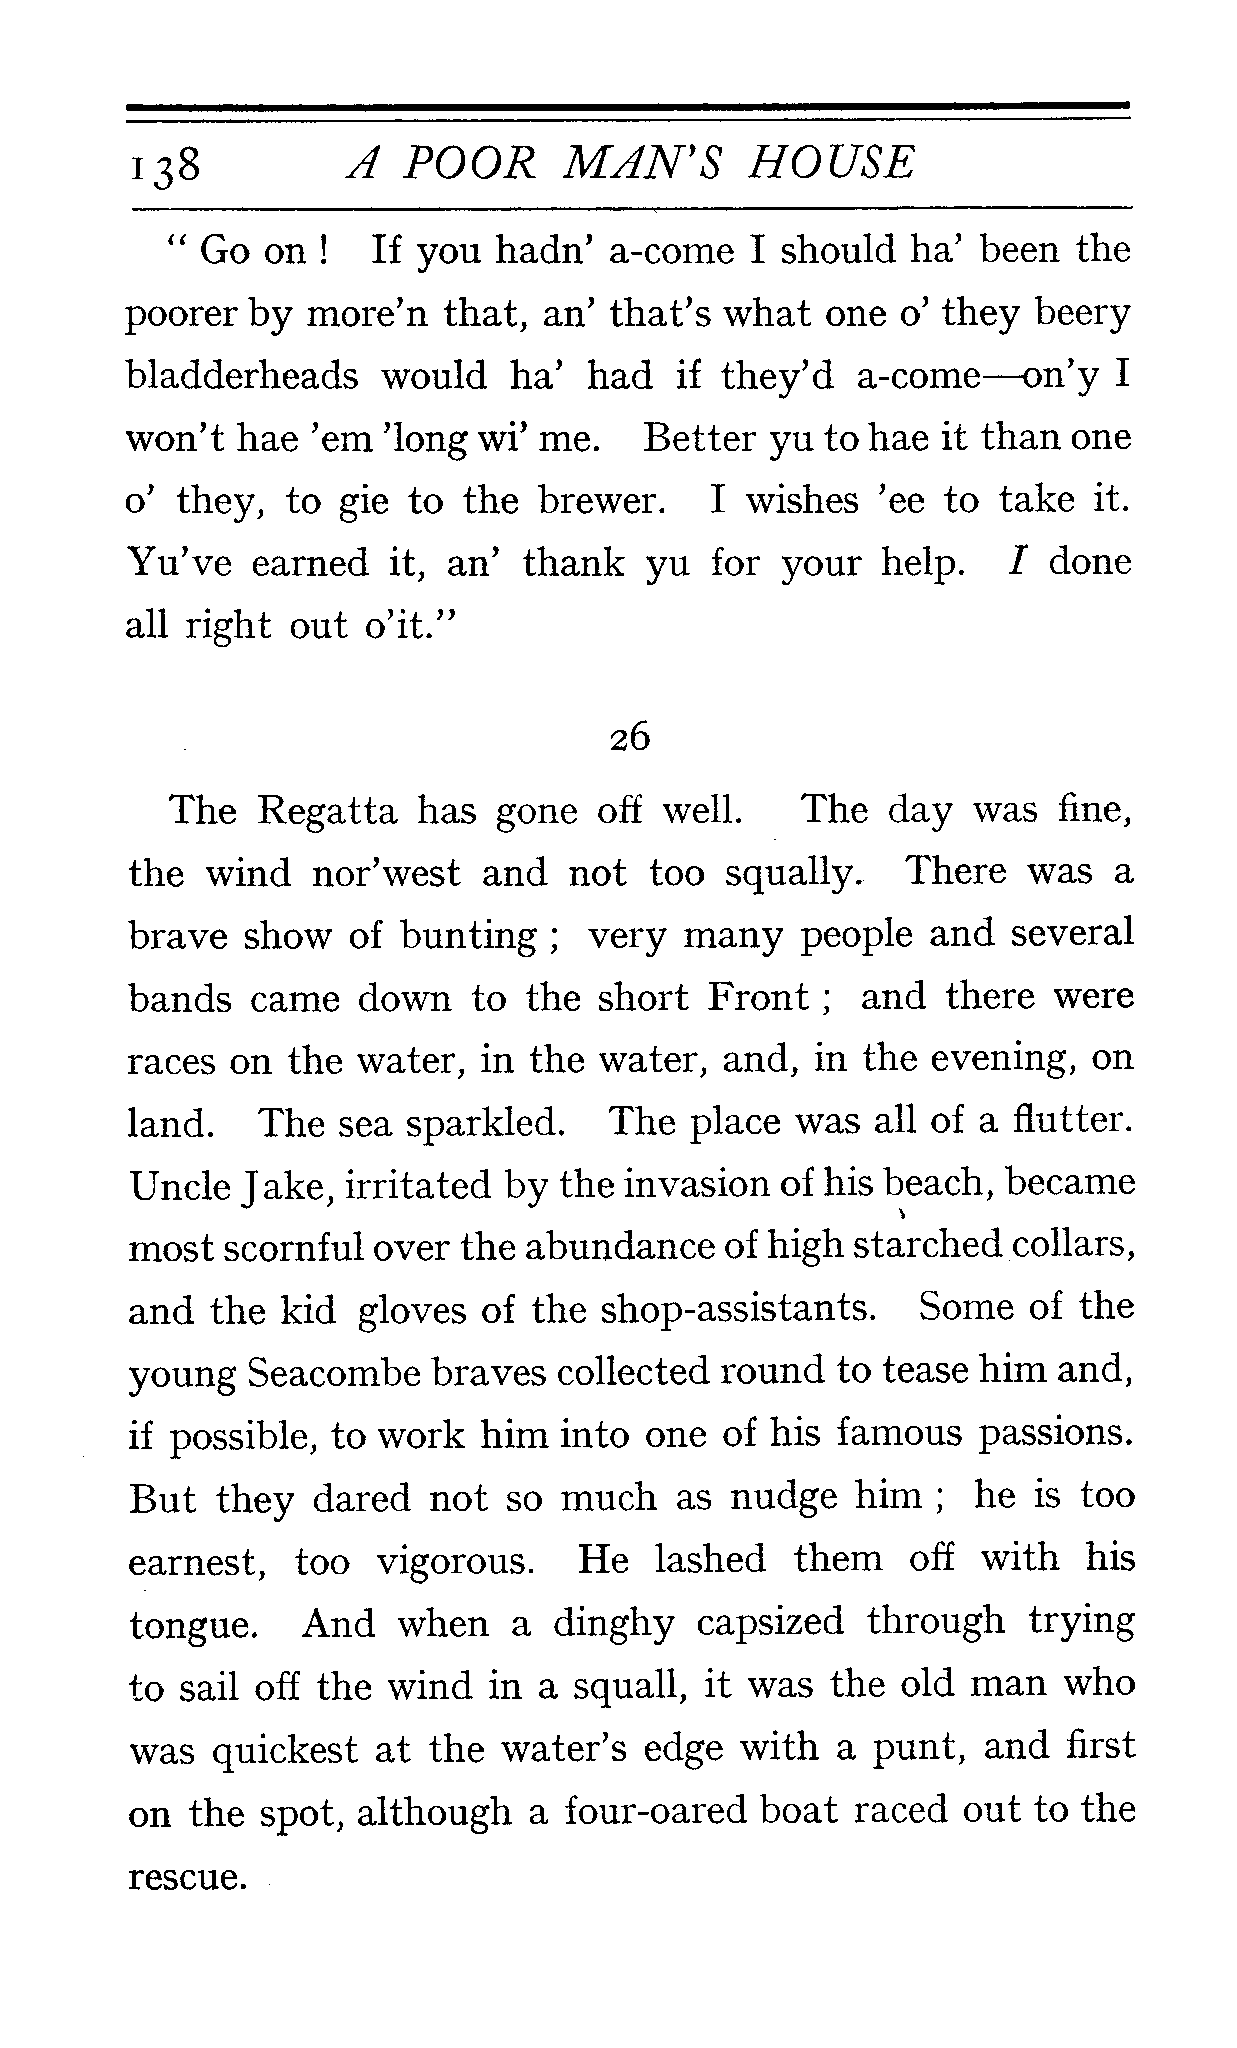 138 A POOR MAN'S HOUSE
" Go on ! If you hadn' a-come I should ha' been the
poorer by more'n that, an' that's what one o' they beery
bladderheads would ha' had if they'd a-come—on'y I
won't hae 'em 'long wi' me. Better yu to hae it than one
o' they, to gie to the brewer. I wishes 'ee to take it.
Yu've earned it, an' thank yu for your help. I done
all right out o'it."
26
The Regatta has gone off well. The day was fine,
the wind nor'west and not too squally. There was a
brave show of bunting ; very many people and several
bands came down to the short Front ; and there were
races on the water, in the water, and, in the evening, on
land. The sea sparkled. The place was all of a flutter.
Uncle Jake, irritated by the invasion of his beach, became
most scornful over the abundance of high starched collars,
and the kid gloves of the shop-assistants. Some of the
young Seacombe braves collected round to tease him and,
if possible, to work him into one of his famous passions.
But they dared not so much as nudge him ; he is too
earnest, too vigorous. He lashed them off with his
tongue. And when a dinghy capsized through trying
to sail off the wind in a squall, it was the old man who
was quickest at the water's edge with a punt, and first
on the spot, although a four-oared boat raced out to the
rescue.